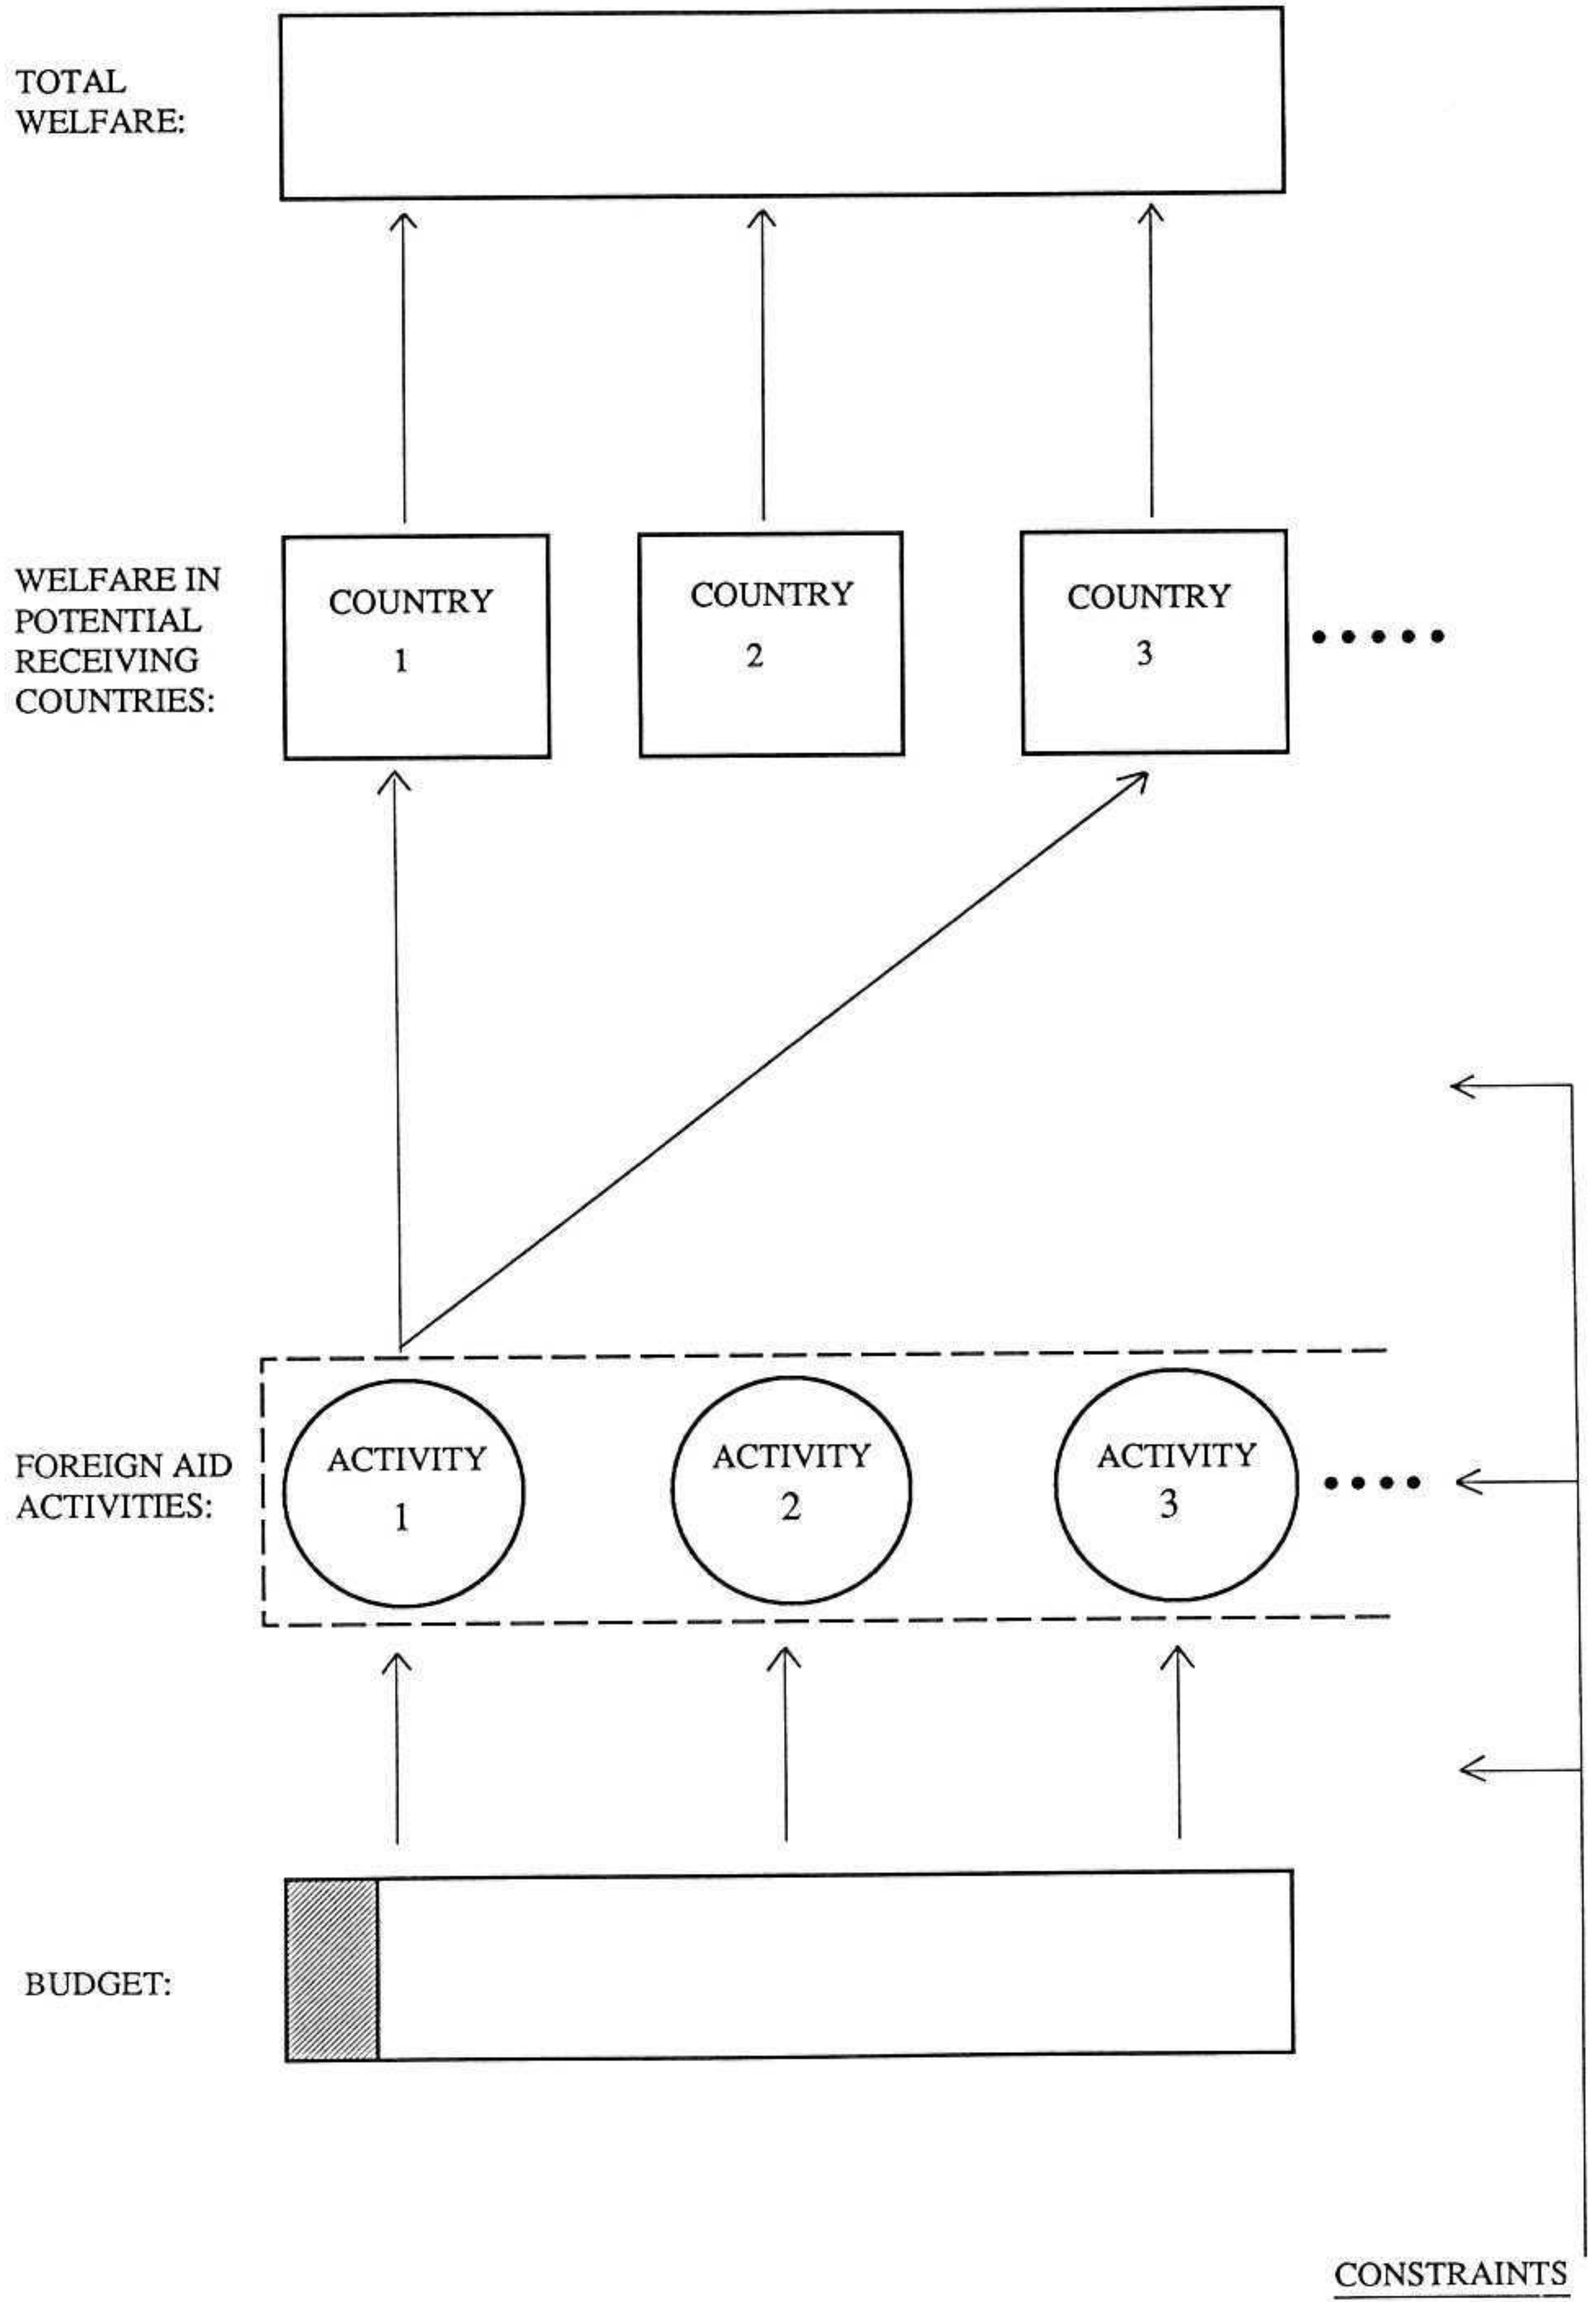 TOTAL
WELFARE:
WELFARE IN
POTENTIAL
RECEIVING
COUNTRIES:
COUNTRY
1
COUNTRY
2
COUNTRY
3
FOREIGN AID
ACTIVITIES:
ACTIVITY
1
ACTIVITY
2
ACTIVITY
3
BUDGET:
CONSTRAINTS